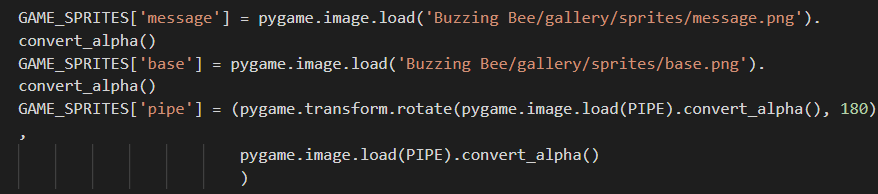 GAME_SPRITES['message'] = pygame.image.load('Buzzing Bee/gallery/sprites/message.png').
convert_alpha()
GAME_SPRITES['base'] = pygame.image.load('Buzzing Bee/gallery/sprites/base.png').
convert_alpha()
GAME_SPRITES['pipe'] = (pygame.transform.rotate(pygame.image.load(PIPE).convert_alpha(), 180)
,
pygame.image.load(PIPE).convert_alpha()
)